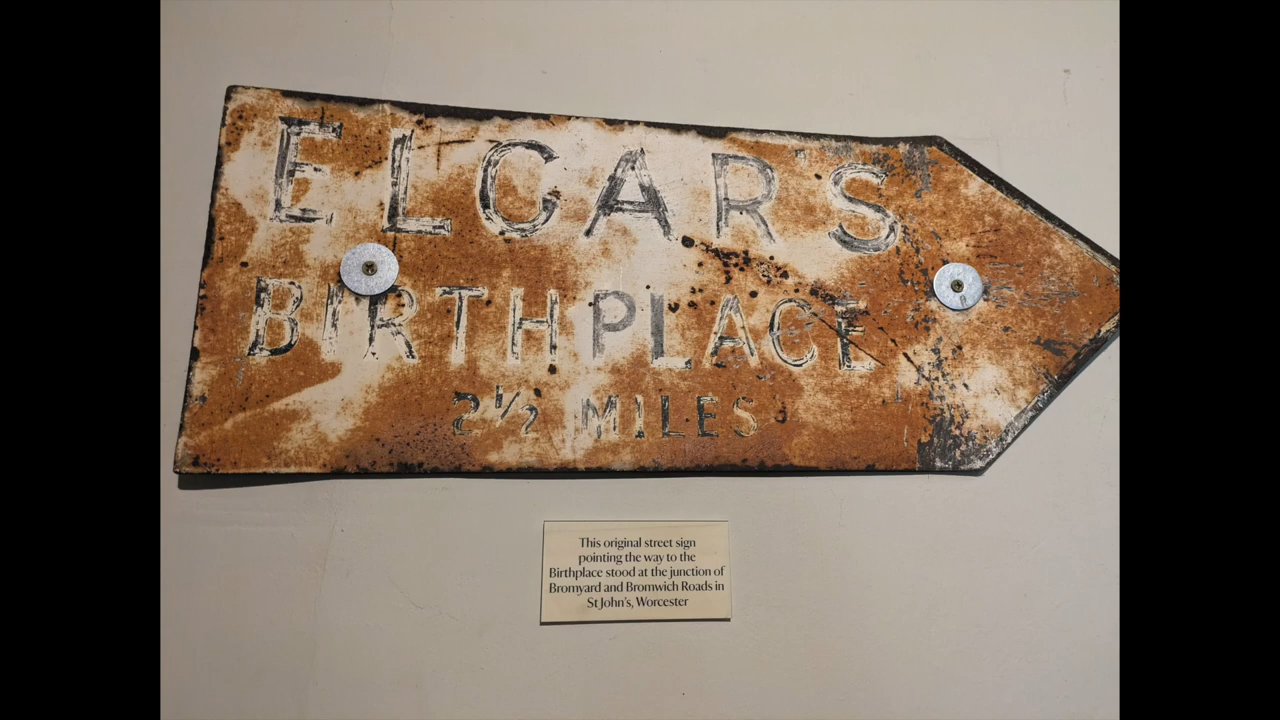 ELGARS
BIRTHPLACE
2½ MILES
This original street sign
pointing the way to the
Birthplace stood at the junction of
Bromyard and Bromwich Roads in
St John's, Worcester